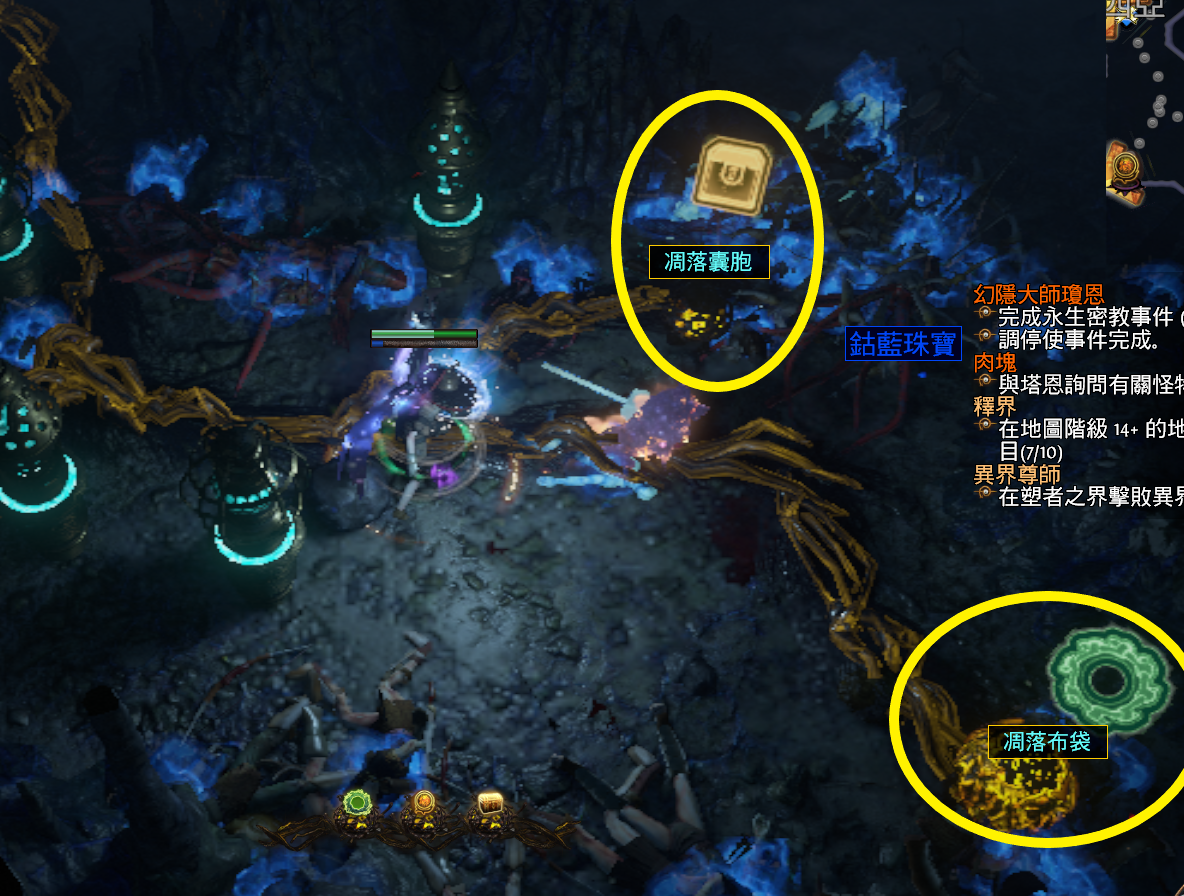 凋落囊胞
鈷藍珠寶
幻隱大師瓊恩
完成永生密教事件
調停使事件完成。
肉塊
與塔恩詢問有關怪
釋界
在地圖階級 14+ 的地
目(7/10)
異界尊師
在塑者之界擊敗異界
凋落布袋